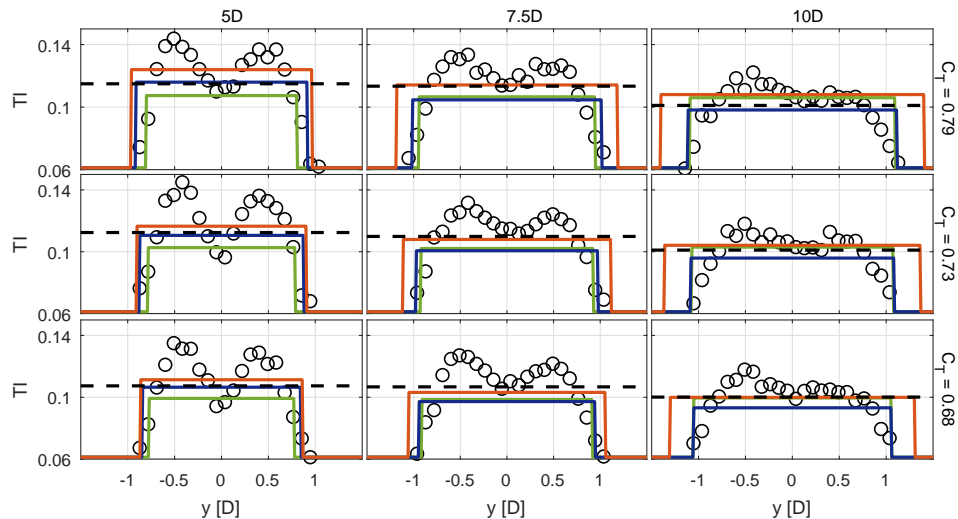 5D 7.5D 10D
0.14
0.1
0.06
TI
C_T = 0.79
0.14
0.1
0.06
TI
C_T = 0.73
0.14
0.1
0.06
TI
C_T = 0.68
-1 -0.5 0 0.5 1 -1 -0.5 0 0.5 1 -1 -0.5 0 0.5 1
y [D] y [D] y [D]